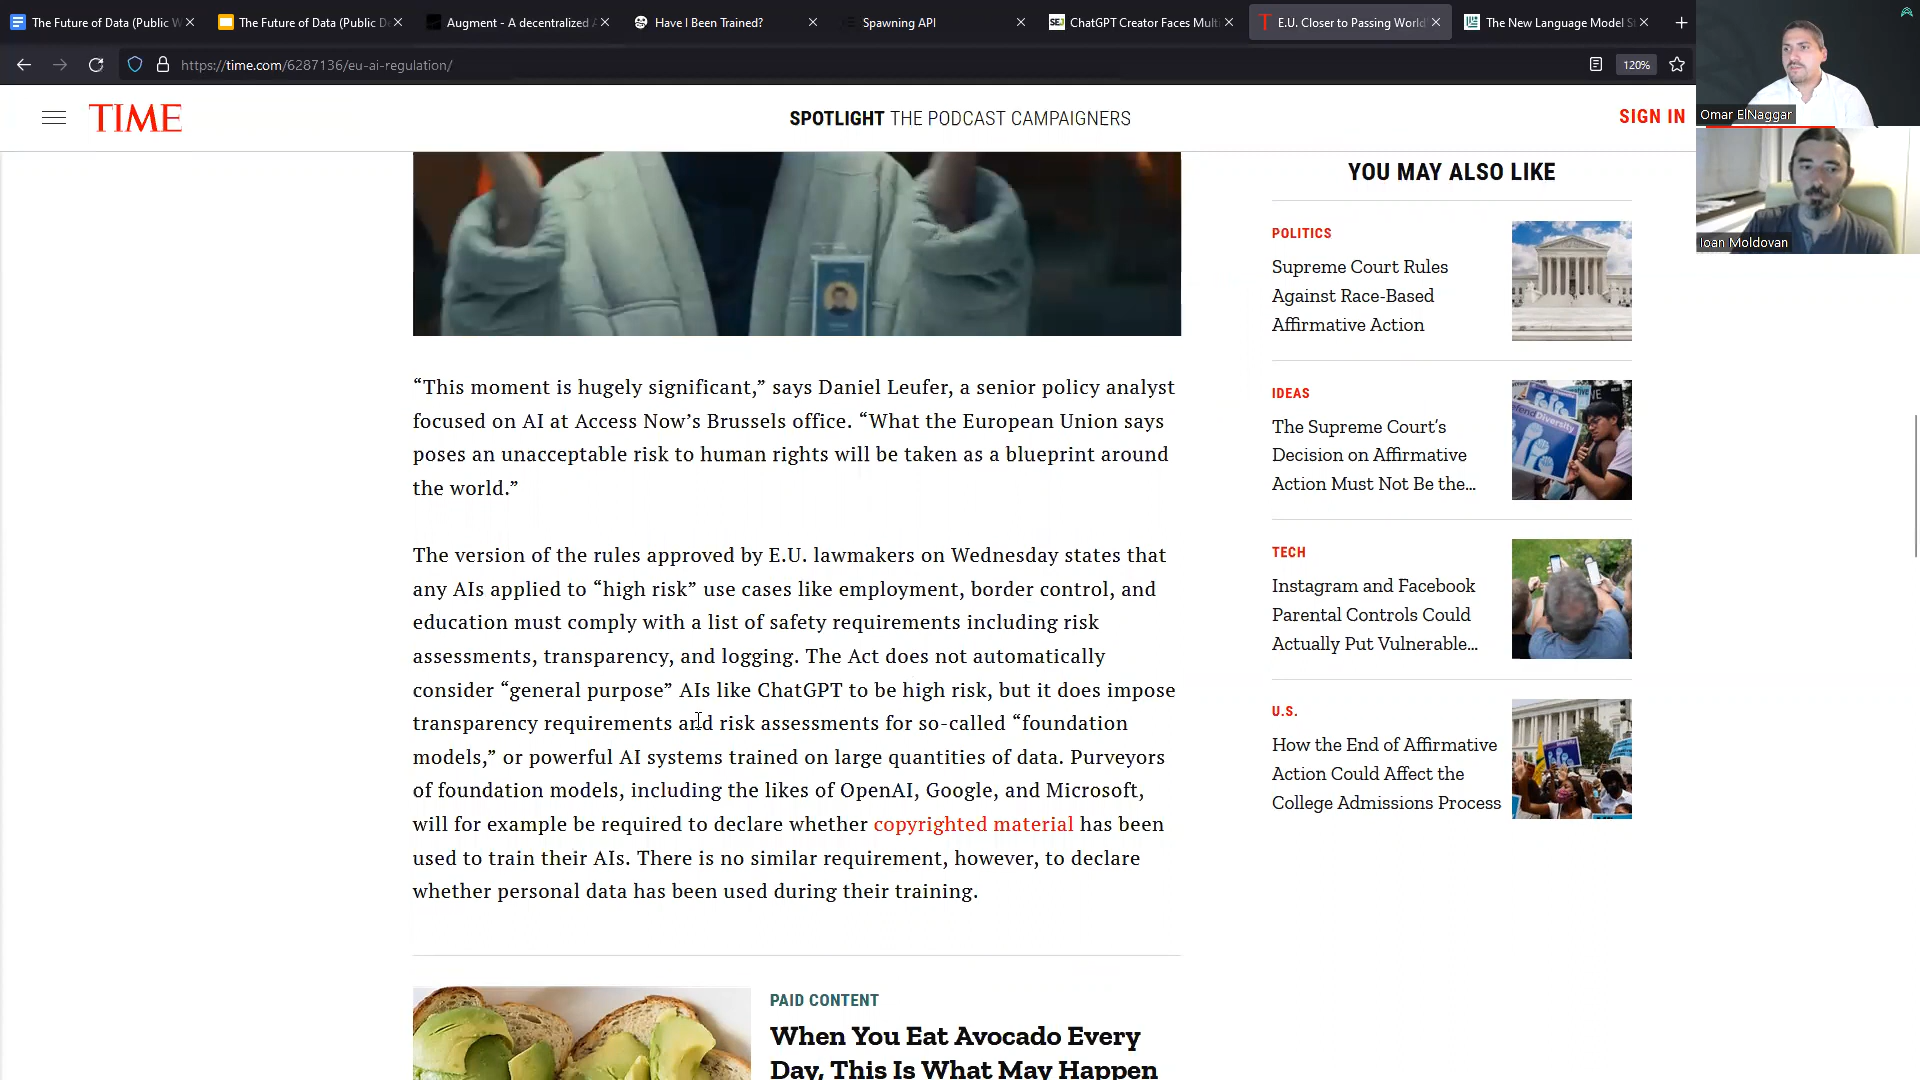 The Future of Data (Public W
The Future of Data (Public De
Augment - A decentralized A
Have I Been Trained?
Spawning API
ChatGPT Creator Faces Multi
E.U. Closer to Passing World
The New Language Model S
https://time.com/6287136/eu-ai-regulation/
120%
Omar ElNaggar
Ioan Moldovan
TIME
SPOTLIGHT THE PODCAST CAMPAIGNERS
SIGN IN
“This moment is hugely significant,” says Daniel Leufer, a senior policy analyst
focused on AI at Access Now’s Brussels office. “What the European Union says
poses an unacceptable risk to human rights will be taken as a blueprint around
the world.”
The version of the rules approved by E.U. lawmakers on Wednesday states that
any AIs applied to “high risk” use cases like employment, border control, and
education must comply with a list of safety requirements including risk
assessments, transparency, and logging. The Act does not automatically
consider “general purpose” AIs like ChatGPT to be high risk, but it does impose
transparency requirements and risk assessments for so-called “foundation
models,” or powerful AI systems trained on large quantities of data. Purveyors
of foundation models, including the likes of OpenAI, Google, and Microsoft,
will for example be required to declare whether copyrighted material has been
used to train their AIs. There is no similar requirement, however, to declare
whether personal data has been used during their training.
PAID CONTENT
When You Eat Avocado Every
Day, This Is What May Happen
YOU MAY ALSO LIKE
POLITICS
Supreme Court Rules
Against Race-Based
Affirmative Action
IDEAS
The Supreme Court’s
Decision on Affirmative
Action Must Not Be the...
Defend Diversity
TECH
Instagram and Facebook
Parental Controls Could
Actually Put Vulnerable...
U.S.
How the End of Affirmative
Action Could Affect the
College Admissions Process